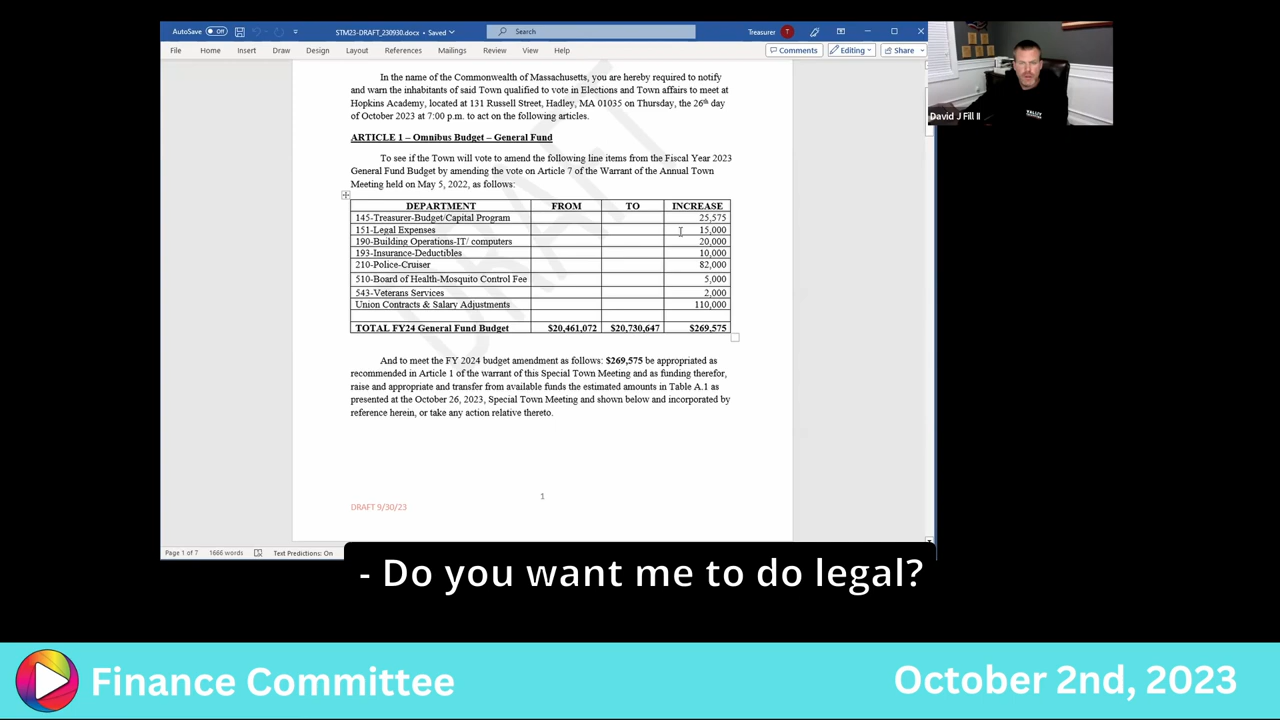 AutoSave Off STM23-DRAFT_230930.docx • Saved Search Treasurer T
File Home Insert Draw Design Layout References Mailings Review View Help Comments Editing Share
In the name of the Commonwealth of Massachusetts, you are hereby required to notify
and warn the inhabitants of said Town qualified to vote in Elections and Town affairs to meet at
Hopkins Academy, located at 131 Russell Street, Hadley, MA 01035 on Thursday, the 26th day
of October 2023 at 7:00 p.m. to act on the following articles.
ARTICLE 1 – Omnibus Budget – General Fund
To see if the Town will vote to amend the following line items from the Fiscal Year 2023
General Fund Budget by amending the vote on Article 7 of the Warrant of the Annual Town
Meeting held on May 5, 2022, as follows:
DEPARTMENT FROM TO INCREASE
145-Treasurer-Budget/Capital Program 25,575
151-Legal Expenses 15,000
190-Building Operations-IT/ computers 20,000
193-Insurance-Deductibles 10,000
210-Police-Cruiser 82,000
510-Board of Health-Mosquito Control Fee 5,000
543-Veterans Services 2,000
Union Contracts & Salary Adjustments 110,000
TOTAL FY24 General Fund Budget $20,461,072 $20,730,647 $269,575
And to meet the FY 2024 budget amendment as follows: $269,575 be appropriated as
recommended in Article 1 of the warrant of this Special Town Meeting and as funding therefor,
raise and appropriate and transfer from available funds the estimated amounts in Table A.1 as
presented at the October 26, 2023, Special Town Meeting and shown below and incorporated by
reference herein, or take any action relative thereto.
1
DRAFT 9/30/23
DRAFT
Page 1 of 7 1666 words Text Predictions: On
David J Fill II
- Do you want me to do legal?
Finance Committee
October 2nd, 2023